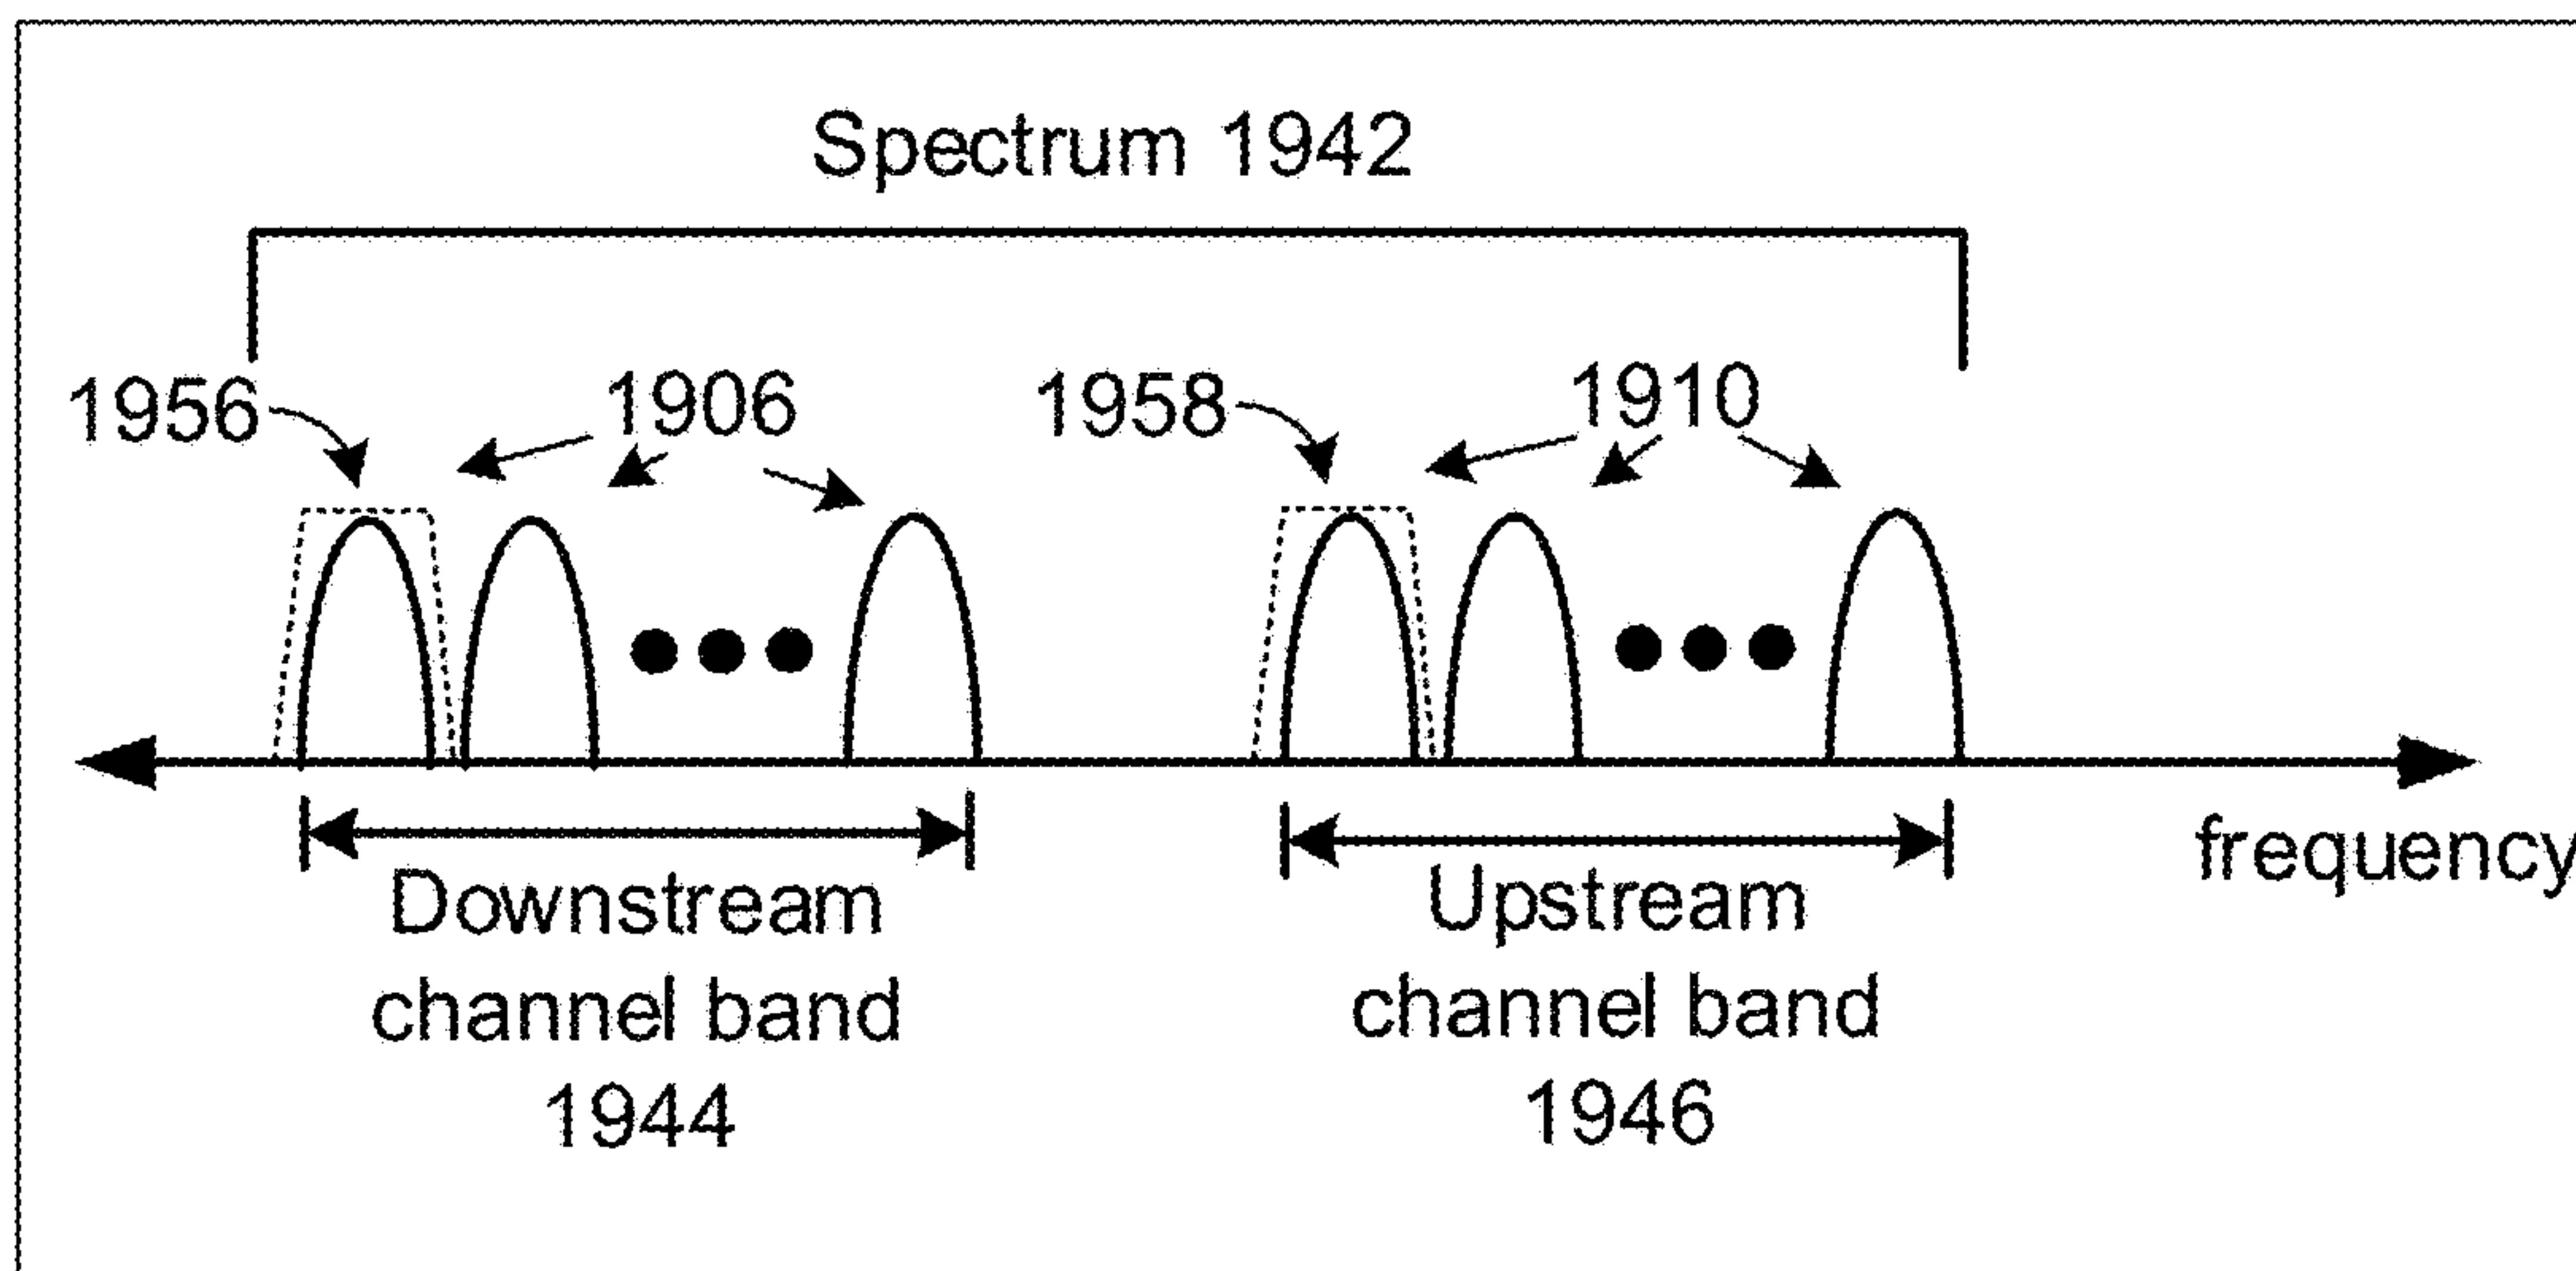 Spectrum 1942
1956
1906
1958
1910
frequency
Downstream
channel band
1944
Upstream
channel band
1946